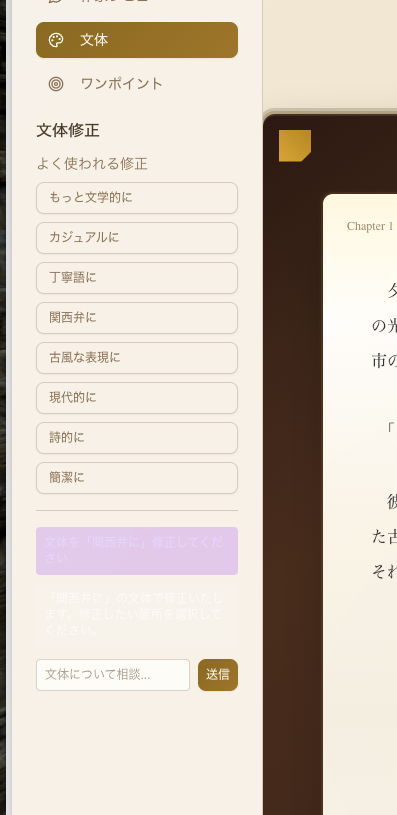 文体
ワンポイント
文体修正
よく使われる修正
もっと文学的に
カジュアルに
丁寧語に
関西弁に
古風な表現に
現代的に
詩的に
簡潔に
文体を「関西弁に」修正してくだ
さい
「関西弁に」の文体で修正いたし
ます。修正したい箇所を選択して
ください。
文体について相談...
送信
Chapter 1
の光
市の
「
彼
た古
それ